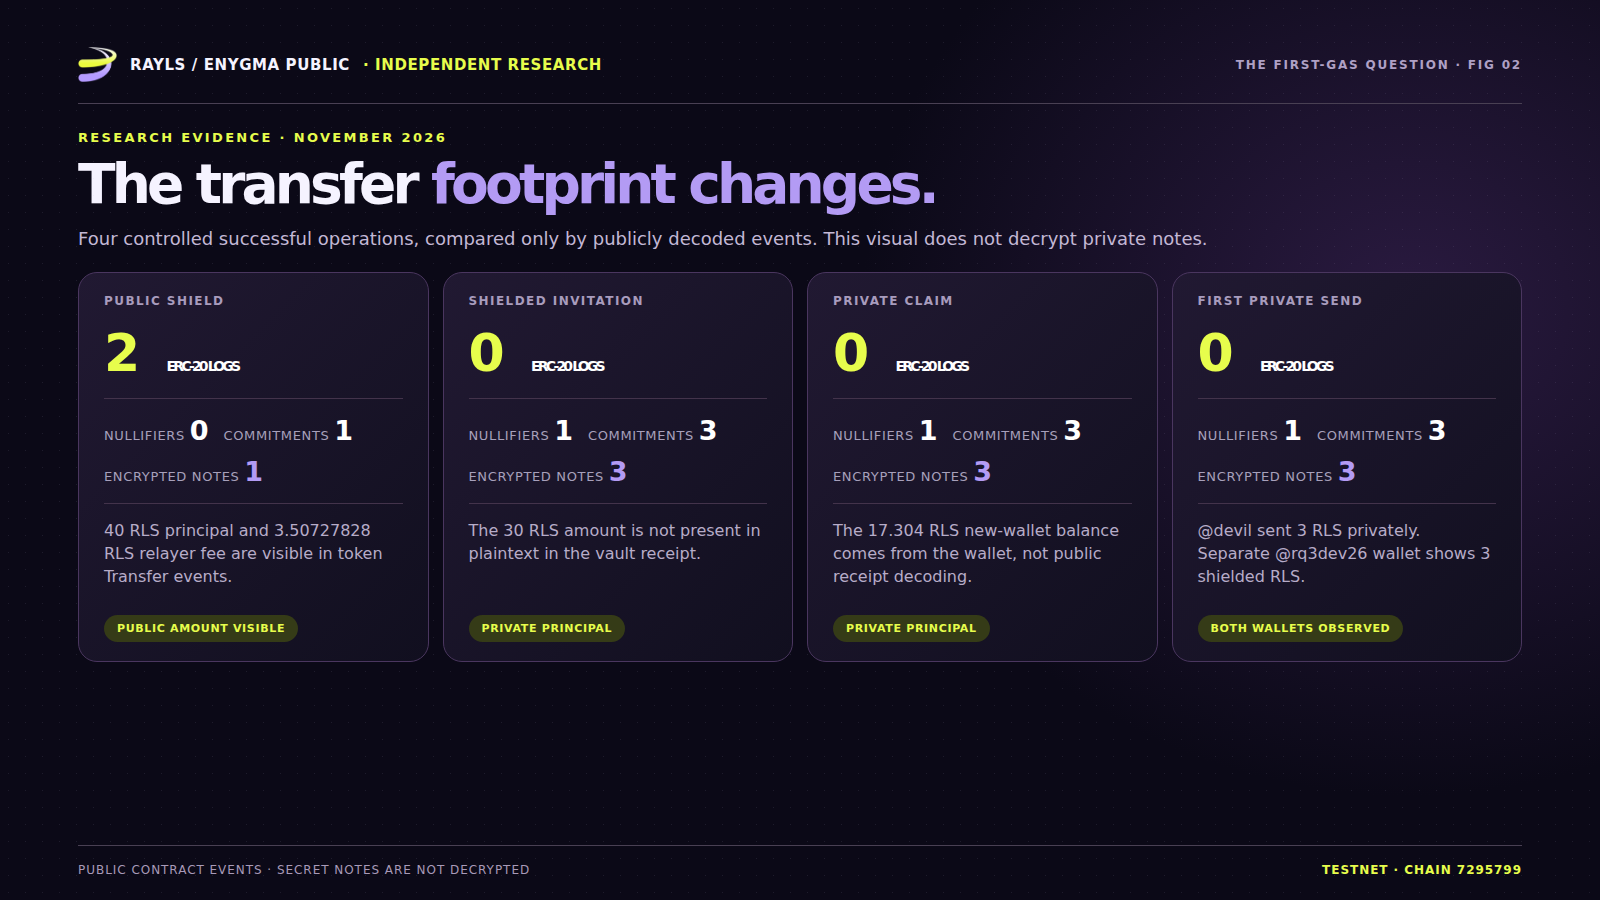 RAYLS / ENYGMA PUBLIC · INDEPENDENT RESEARCH
THE FIRST-GAS QUESTION · FIG 02
RESEARCH EVIDENCE · NOVEMBER 2026
The transfer footprint changes.
Four controlled successful operations, compared only by publicly decoded events. This visual does not decrypt private notes.
PUBLIC SHIELD
2 ERC-20 LOGS
NULLIFIERS 0 COMMITMENTS 1
ENCRYPTED NOTES 1
40 RLS principal and 3.50727828
RLS relayer fee are visible in token
Transfer events.
PUBLIC AMOUNT VISIBLE
SHIELDED INVITATION
0 ERC-20 LOGS
NULLIFIERS 1 COMMITMENTS 3
ENCRYPTED NOTES 3
The 30 RLS amount is not present in
plaintext in the vault receipt.
PRIVATE PRINCIPAL
PRIVATE CLAIM
0 ERC-20 LOGS
NULLIFIERS 1 COMMITMENTS 3
ENCRYPTED NOTES 3
The 17.304 RLS new-wallet balance
comes from the wallet, not public
receipt decoding.
PRIVATE PRINCIPAL
FIRST PRIVATE SEND
0 ERC-20 LOGS
NULLIFIERS 1 COMMITMENTS 3
ENCRYPTED NOTES 3
@devil sent 3 RLS privately.
Separate @rq3dev26 wallet shows 3
shielded RLS.
BOTH WALLETS OBSERVED
PUBLIC CONTRACT EVENTS · SECRET NOTES ARE NOT DECRYPTED
TESTNET · CHAIN 7295799